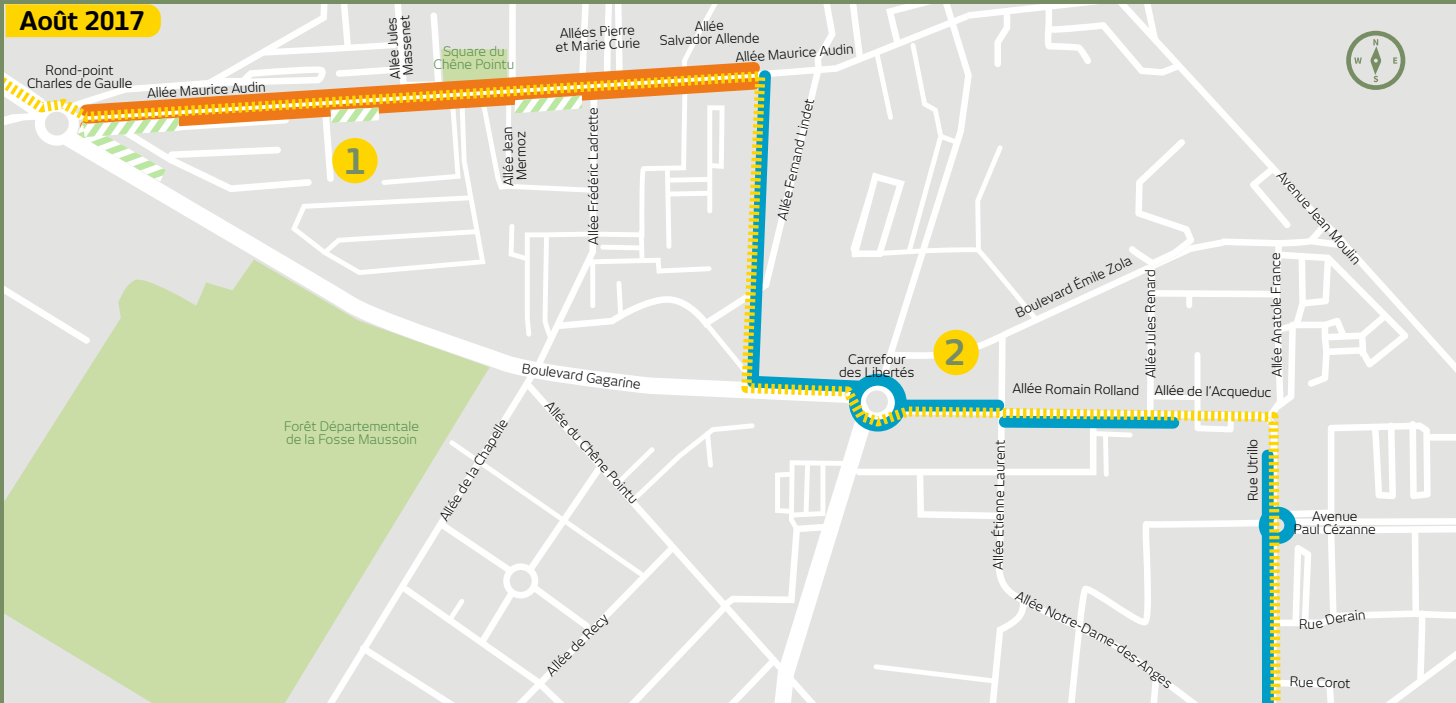 Août 2017
Rond-point
Charles de Gaulle
Allée Maurice Audin
Allée Jules
Massenet
Square du
Chêne Pointu
Allées Pierre
et Marie Curie
Allée
Salvador Allende
Allée Maurice Audin
N
W
E
S
1
Allée Jean
Mermoz
Allée Frédéric Ladrette
Allée Fernand Lindet
Avenue Jean Moulin
Boulevard Émile Zola
Allée Jules Renard
Allée Anatole France
2
Carrefour
des Libertés
Boulevard Gagarine
Allée Romain Rolland
Allée de l'Acqueduc
Forêt Départementale
de la Fosse Maussoin
Allée de la Chapelle
Allée du Chêne Pointu
Allée Étienne Laurent
Rue Utrillo
Avenue
Paul Cézanne
Allée de Recy
Allée Notre-Dame-des-Anges
Rue Derain
Rue Corot